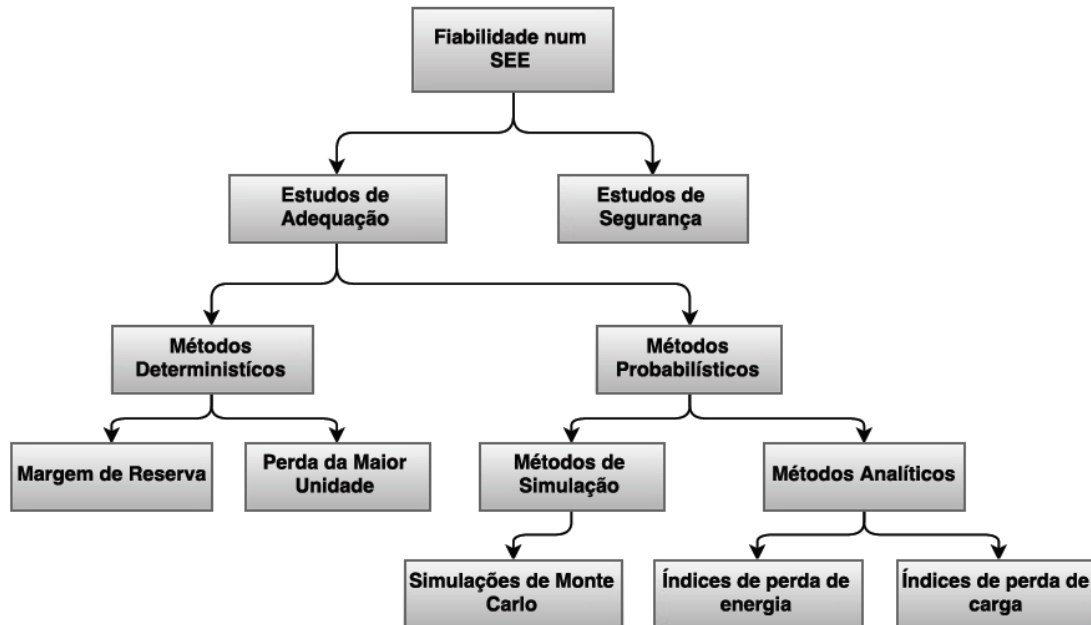 Fiabilidade num
SEE
Estudos de
Adequação
Estudos de
Segurança
Métodos
Deterministícos
Métodos
Probabilísticos
Margem de Reserva
Perda da Maior
Unidade
Métodos de
Simulação
Métodos Analíticos
Simulações de Monte
Carlo
Índices de perda de
energia
Índices de perda de
carga